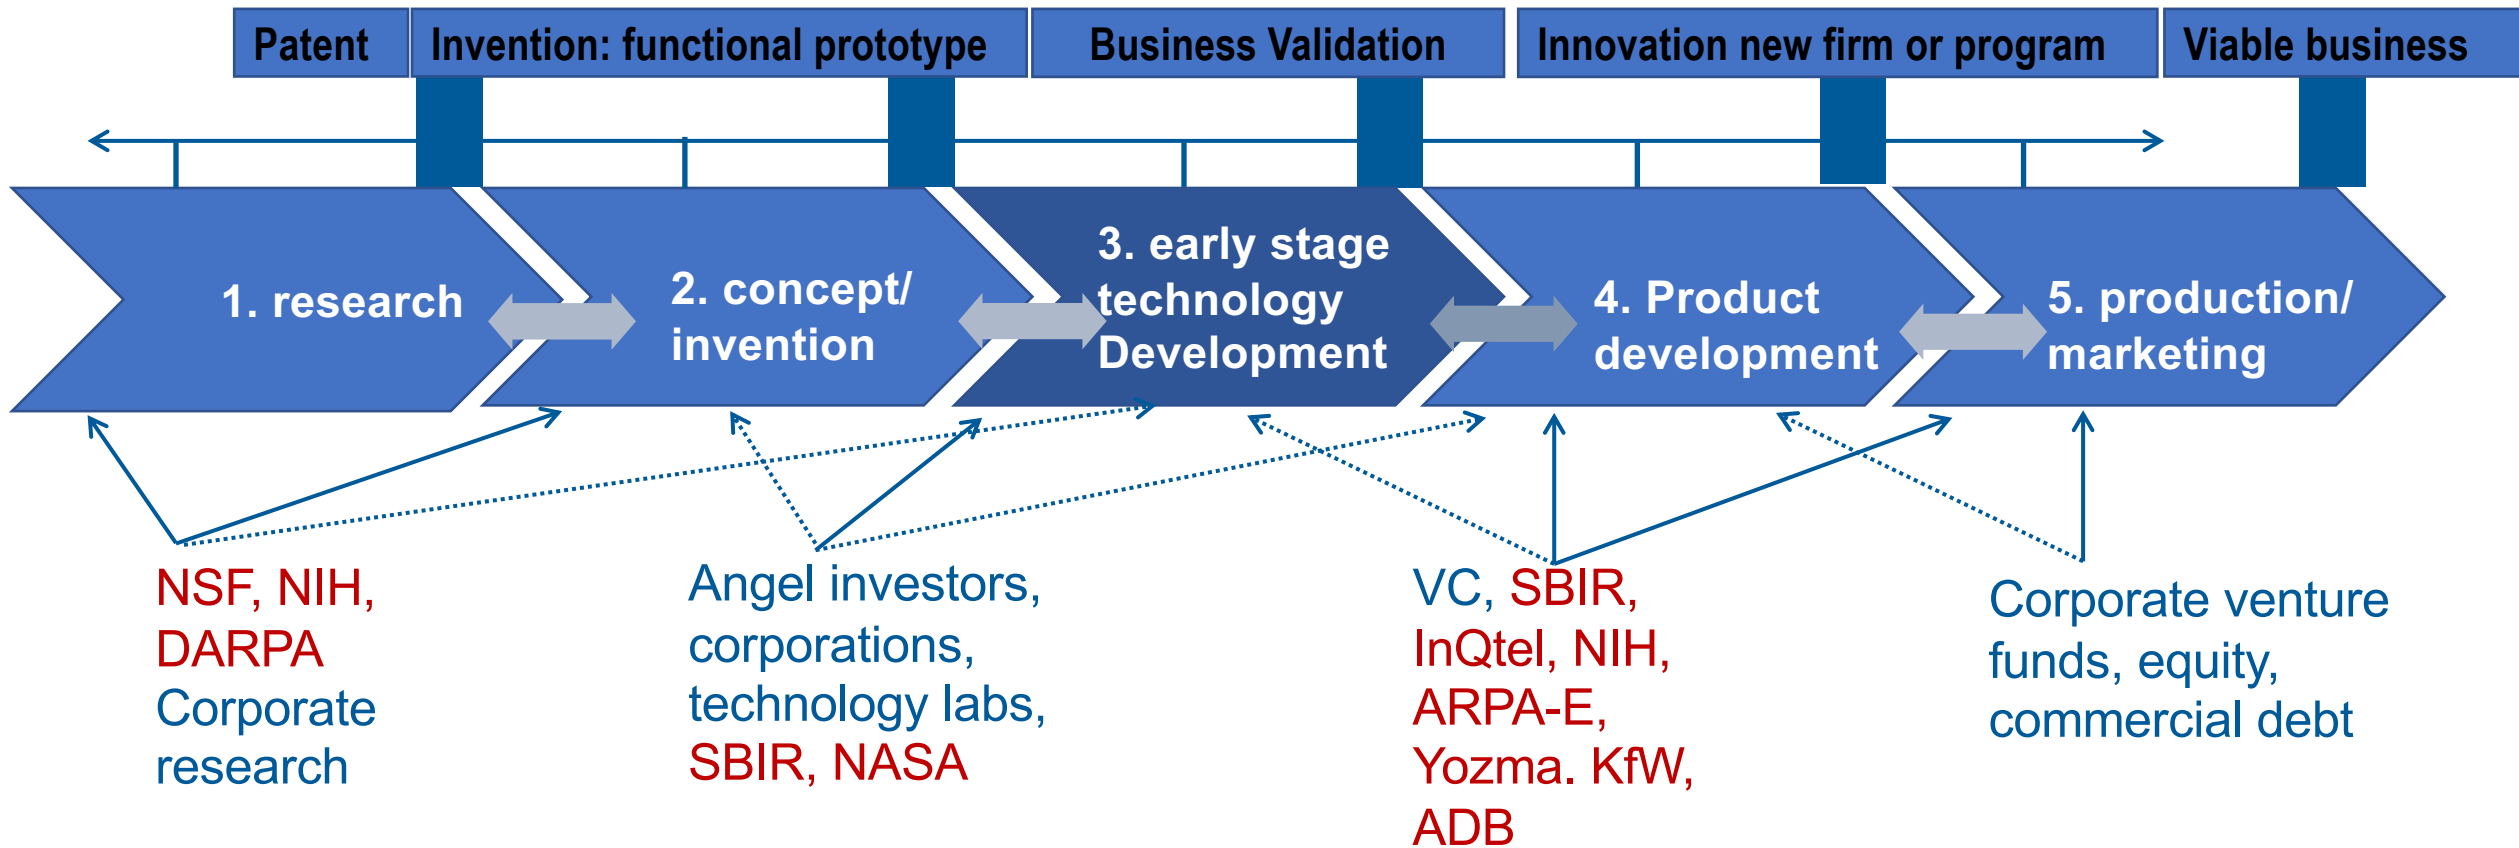 Patent
Invention: functional prototype
Business Validation
Innovation new firm or program
Viable business
1. research
2. concept/
invention
3. early stage
technology
Development
4. Product
development
5. production/
marketing
NSF, NIH,
DARPA
Corporate
research
Angel investors,
corporations,
technology labs,
SBIR, NASA
VC, SBIR,
InQtel, NIH,
ARPA-E,
Yozma. KfW,
ADB
Corporate venture
funds, equity,
commercial debt